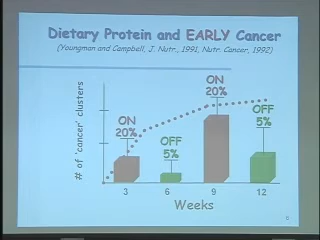 Dietary Protein and EARLY Cancer
(Youngman and Campbell, J. Nutr., 1991, Nutr. Cancer, 1992)
# of 'cancer' clusters
ON
20%
OFF
5%
ON
20%
OFF
5%
3 6 9 12
Weeks